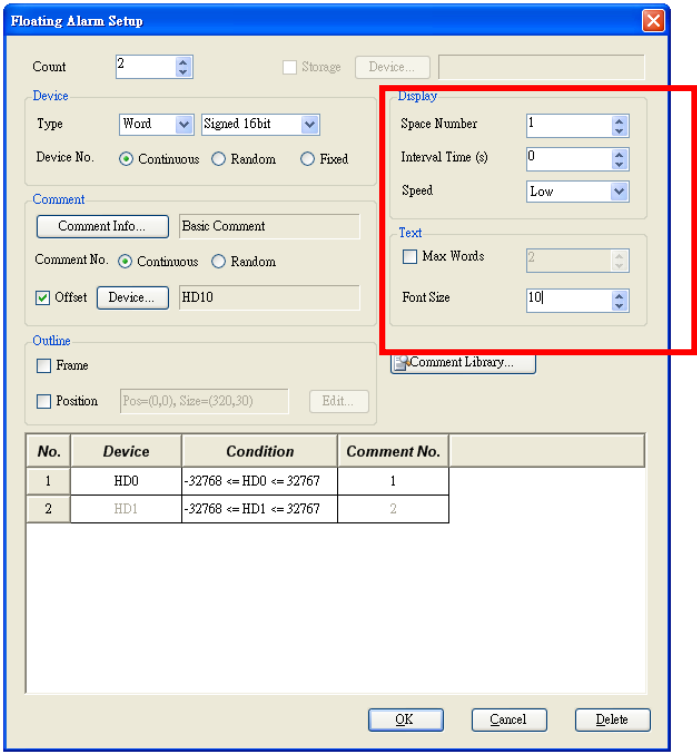 Floating Alarm Setup
Count 2 Storage Device...
Device
Type Word Signed 16bit
Device No. Continuous Random Fixed
Comment
Comment Info... Basic Comment
Comment No. Continuous Random
Offset Device... HD10
Outline
Frame
Position Pos=(0,0), Size=(320,30) Edit...
Display
Space Number 1
Interval Time (s) 0
Speed Low
Text
Max Words 2
Font Size 10
Comment Library...
No. Device Condition Comment No.
1 HD0 -32768 <= HD0 <= 32767 1
2 HD1 -32768 <= HD1 <= 32767 2
OK Cancel Delete